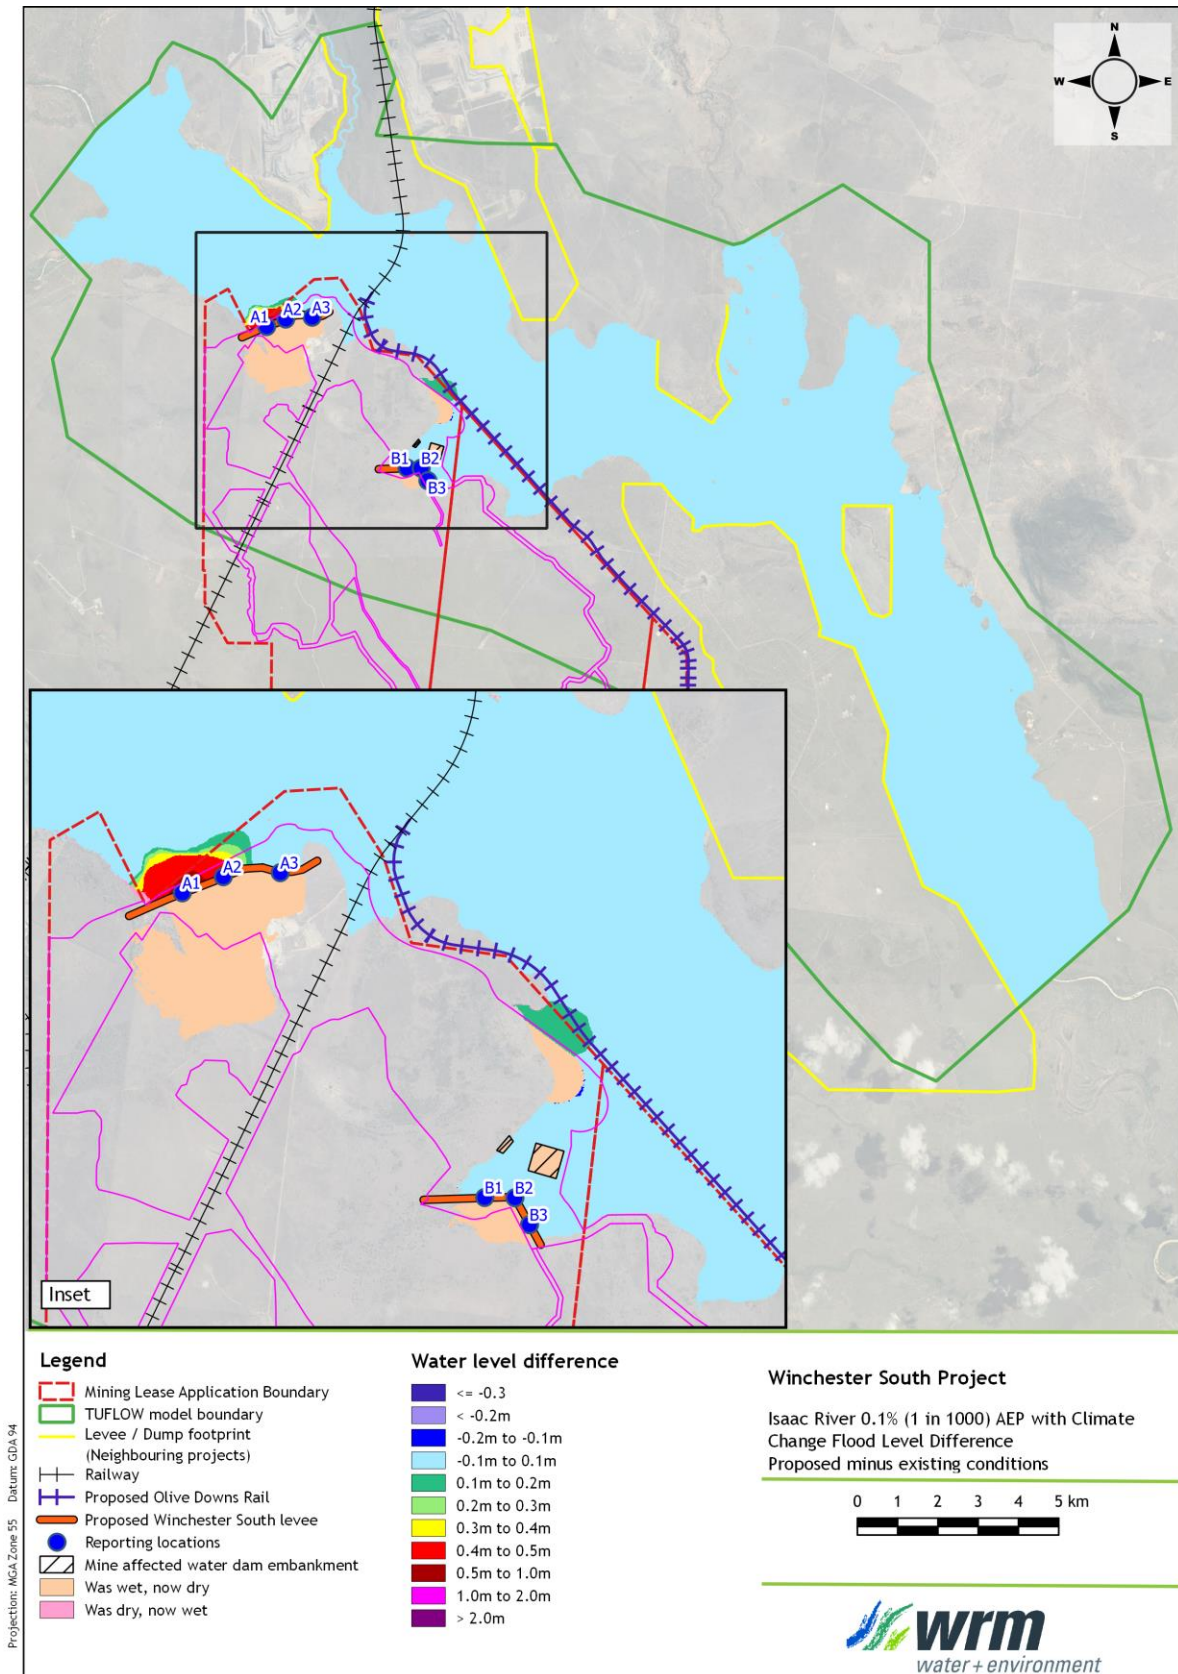 N
W
E
S
A1
A2
A3
B1
B2
B3
A1
A2
A3
B1
B2
B3
Inset
Legend
Mining Lease Application Boundary
TUFLOW model boundary
Levee / Dump footprint
(Neighbouring projects)
Railway
Proposed Olive Downs Rail
Proposed Winchester South levee
Reporting locations
Mine affected water dam embankment
Was wet, now dry
Was dry, now wet
Water level difference
<= -0.3
< -0.2m
-0.2m to -0.1m
-0.1m to 0.1m
0.1m to 0.2m
0.2m to 0.3m
0.3m to 0.4m
0.4m to 0.5m
0.5m to 1.0m
1.0m to 2.0m
> 2.0m
Winchester South Project
Isaac River 0.1% (1 in 1000) AEP with Climate
Change Flood Level Difference
Proposed minus existing conditions
0 1 2 3 4 5 km
wrm
water + environment
Projection: MGA Zone 55 Datum: GDA 94